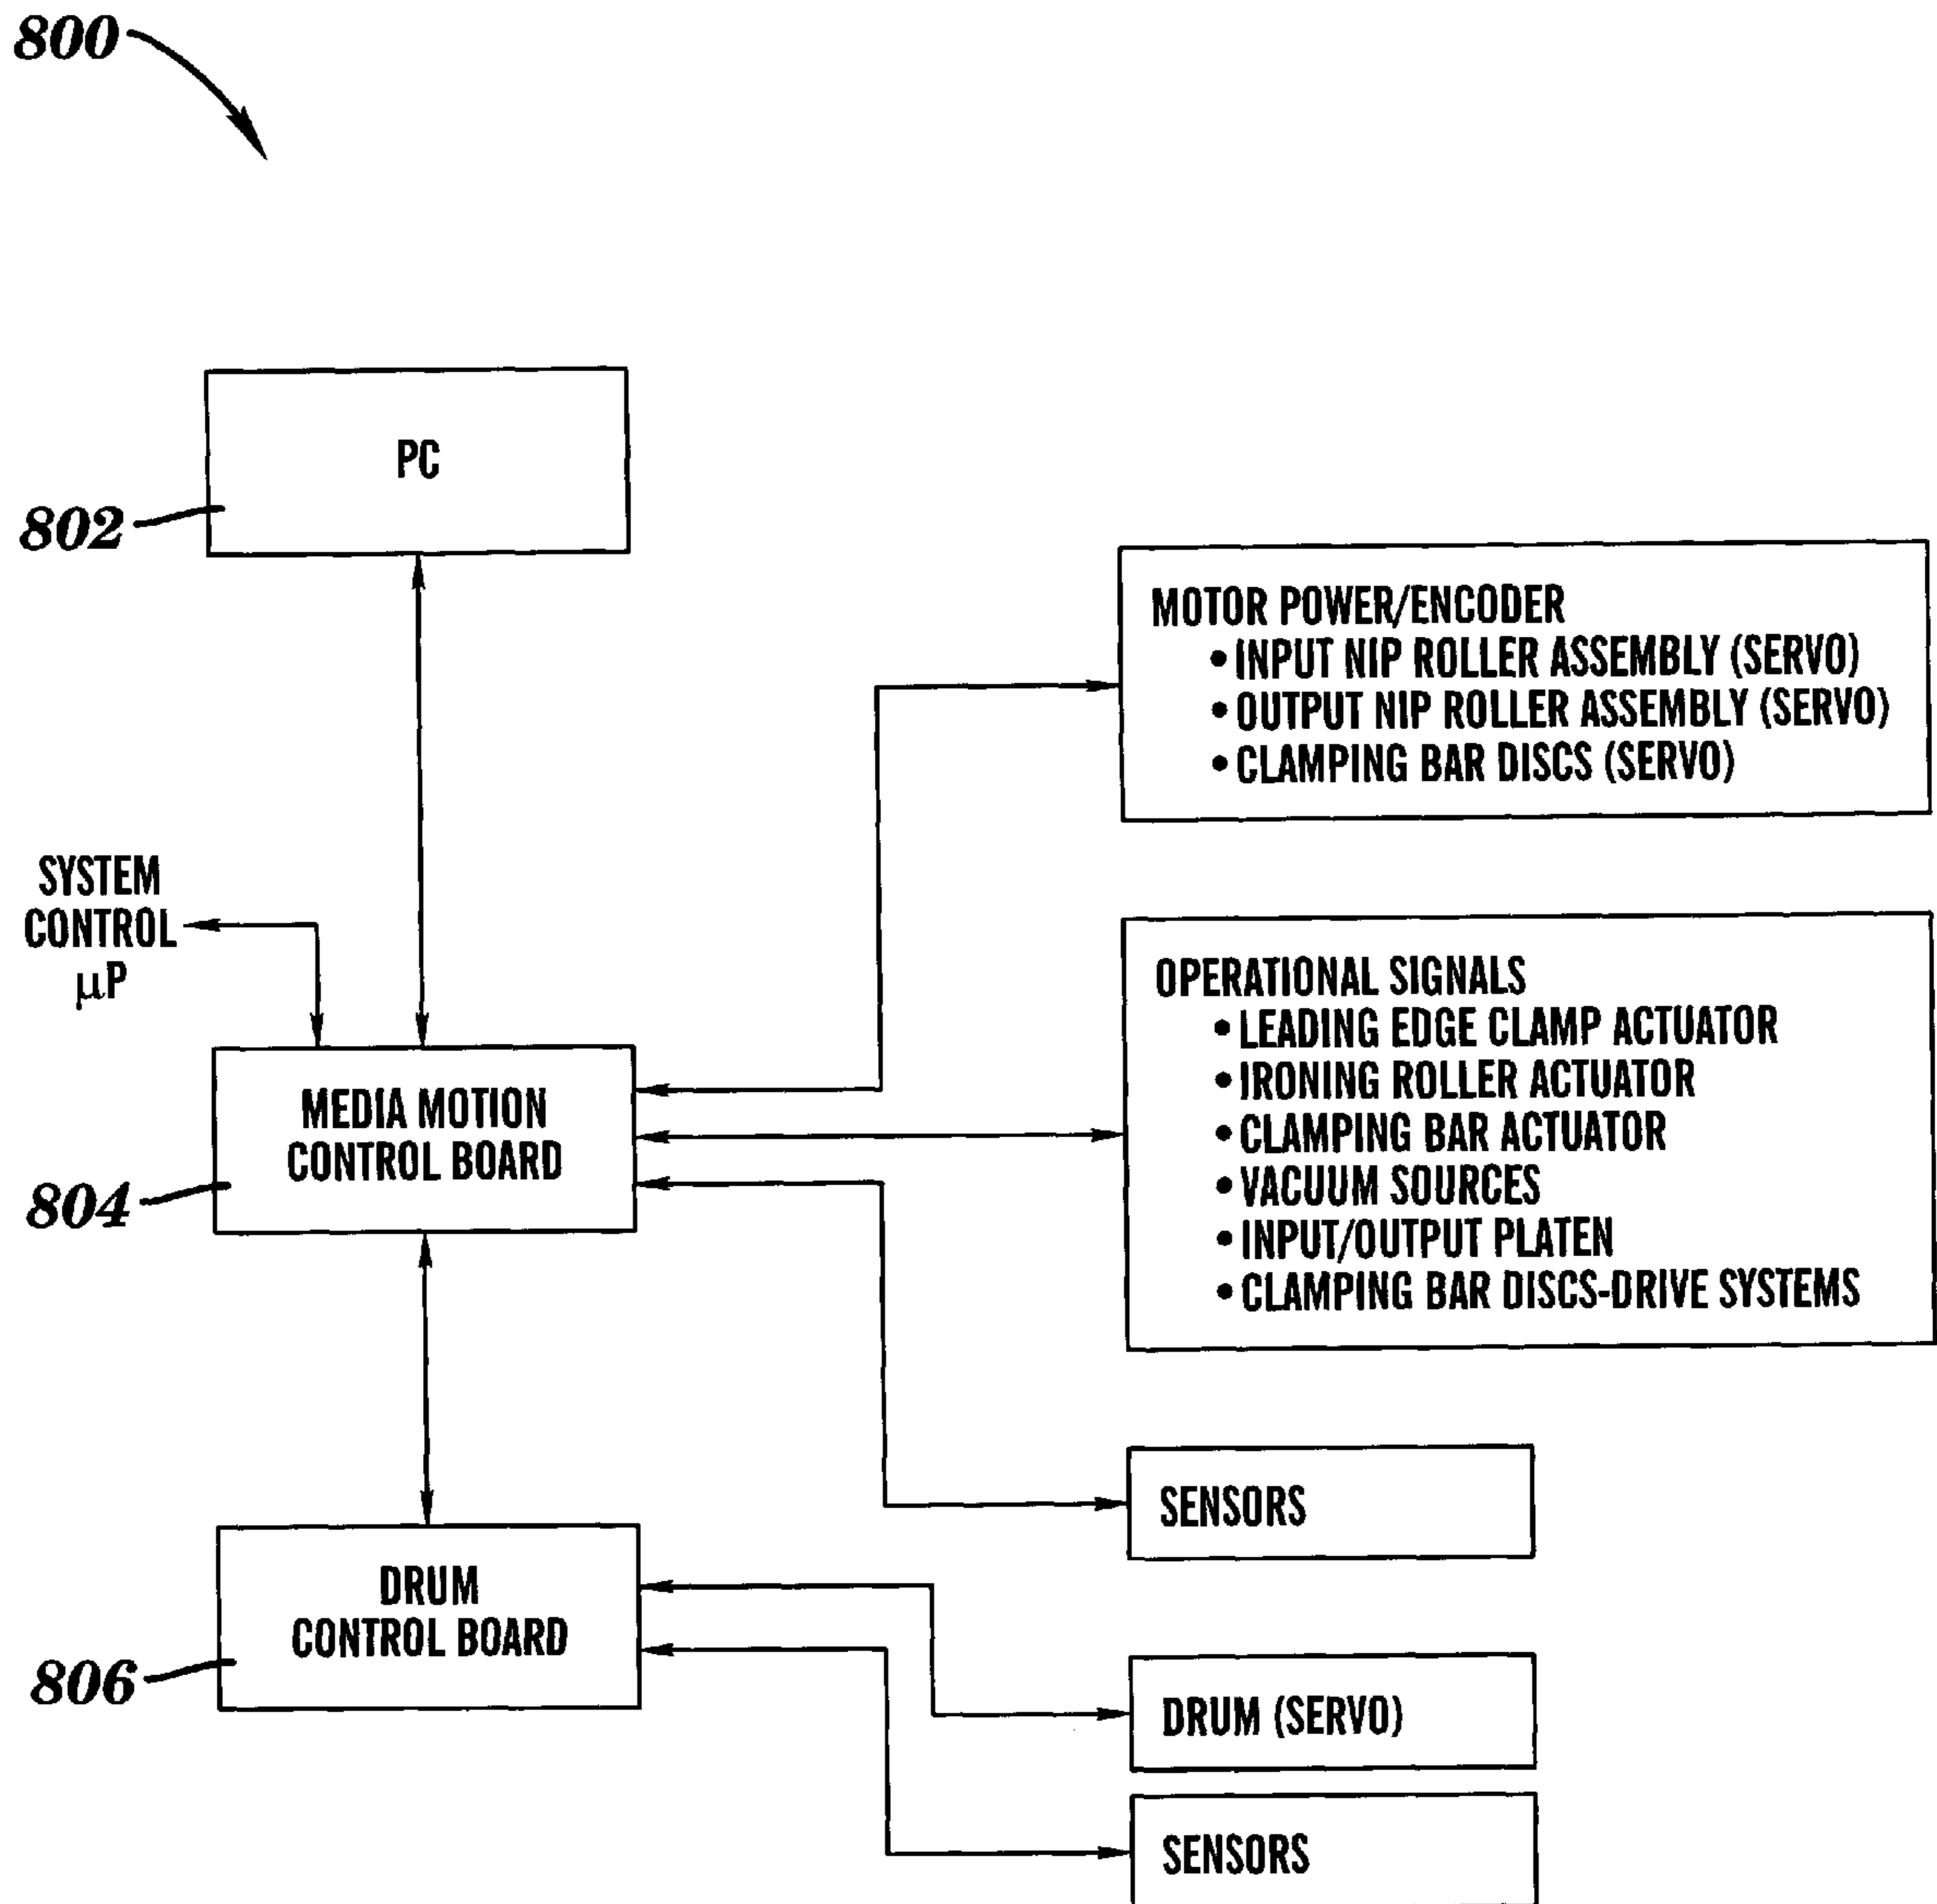 800
PC
802
MOTOR POWER/ENCODER
•INPUT NIP ROLLER ASSEMBLY (SERVO)
•OUTPUT NIP ROLLER ASSEMBLY (SERVO)
•CLAMPING BAR DISCS (SERVO)
SYSTEM
CONTROL
μP
OPERATIONAL SIGNALS
•LEADING EDGE CLAMP ACTUATOR
•IRONING ROLLER ACTUATOR
•CLAMPING BAR ACTUATOR
•VACUUM SOURCES
•INPUT/OUTPUT PLATEN
•CLAMPING BAR DISCS-DRIVE SYSTEMS
MEDIA MOTION
CONTROL BOARD
804
SENSORS
DRUM
CONTROL BOARD
806
DRUM (SERVO)
SENSORS